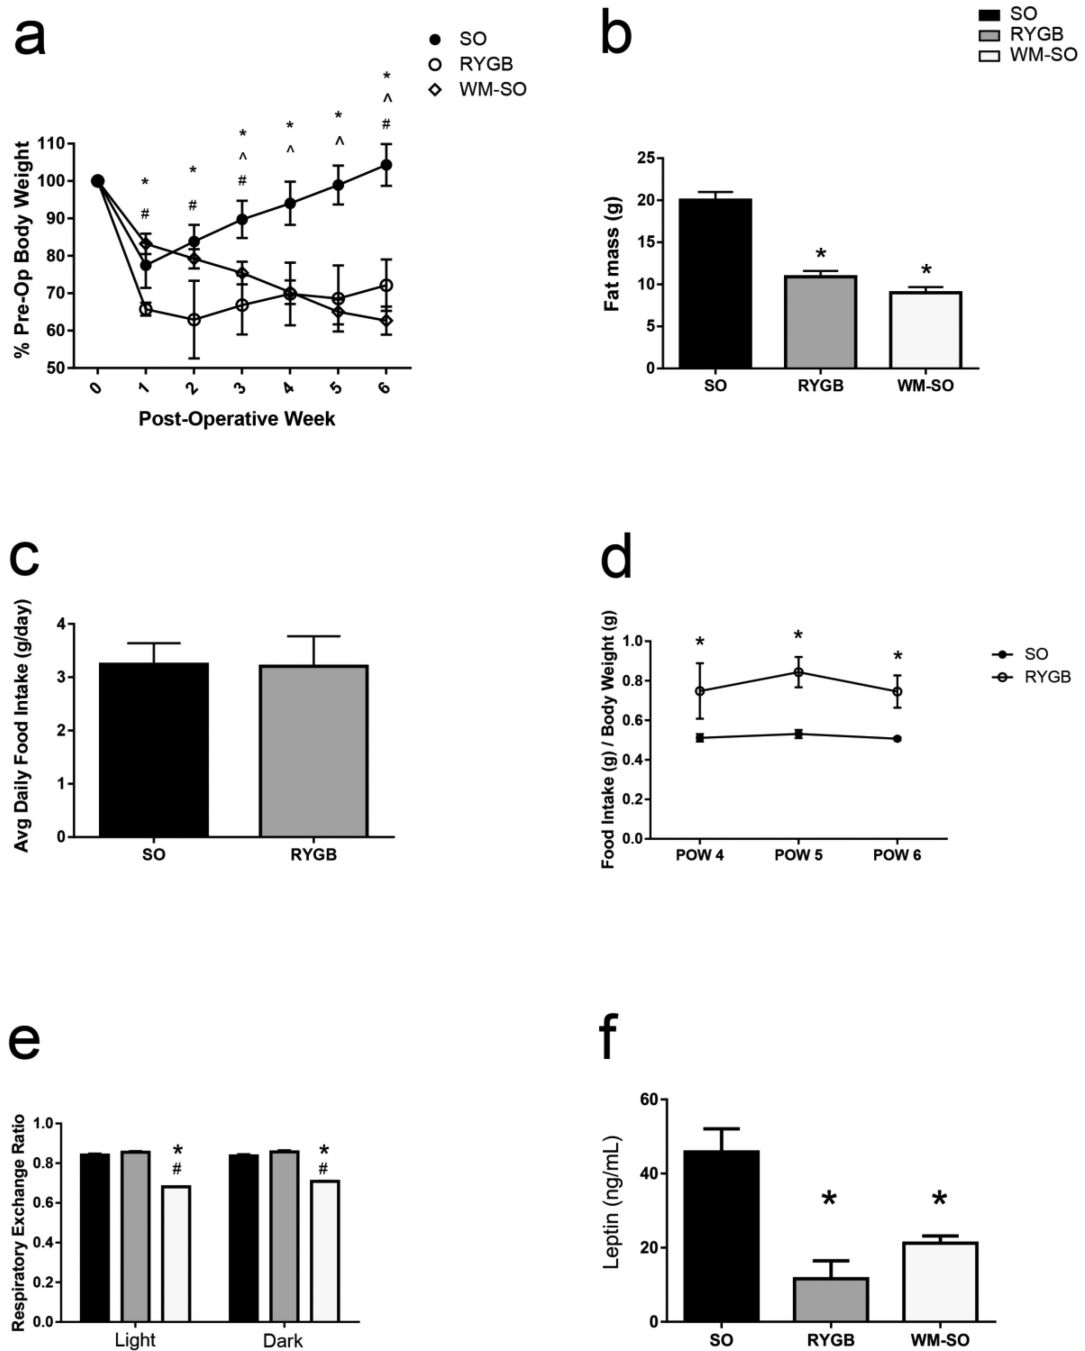 a
SO
RYGB
WM-SO
* * * * * * 
^ ^ ^ ^
# # # #
% Pre-Op Body Weight
110
100
90
80
70
60
50
0 1 2 3 4 5 6
Post-Operative Week
b
SO
RYGB
WM-SO
Fat mass (g)
25
20
15
10
5
0
* *
SO RYGB WM-SO
c
Avg Daily Food Intake (g/day)
4
3
2
1
0
SO RYGB
d
Food Intake (g) / Body Weight (g)
1.0
0.8
0.6
0.4
0.2
0.0
* * *
POW 4 POW 5 POW 6
SO
RYGB
e
Respiratory Exchange Ratio
1.0
0.8
0.6
0.4
0.2
0.0
* *
# #
Light Dark
f
Leptin (ng/mL)
60
40
20
0
* *
SO RYGB WM-SO